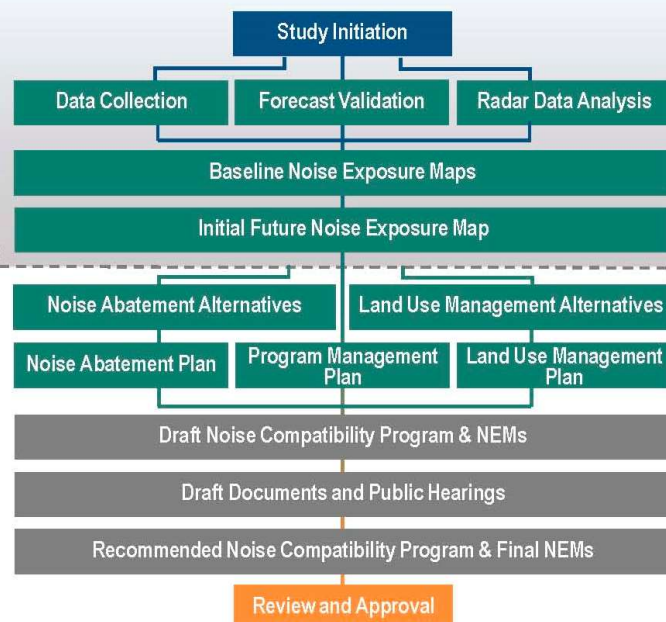 Study Initiation
Data Collection
Forecast Validation
Radar Data Analysis
Baseline Noise Exposure Maps
Initial Future Noise Exposure Map
Noise Abatement Alternatives
Land Use Management Alternatives
Noise Abatement Plan
Program Management
Plan
Land Use Management
Plan
Draft Noise Compatibility Program & NEMs
Draft Documents and Public Hearings
Recommended Noise Compatibility Program & Final NEMs
Review and Approval